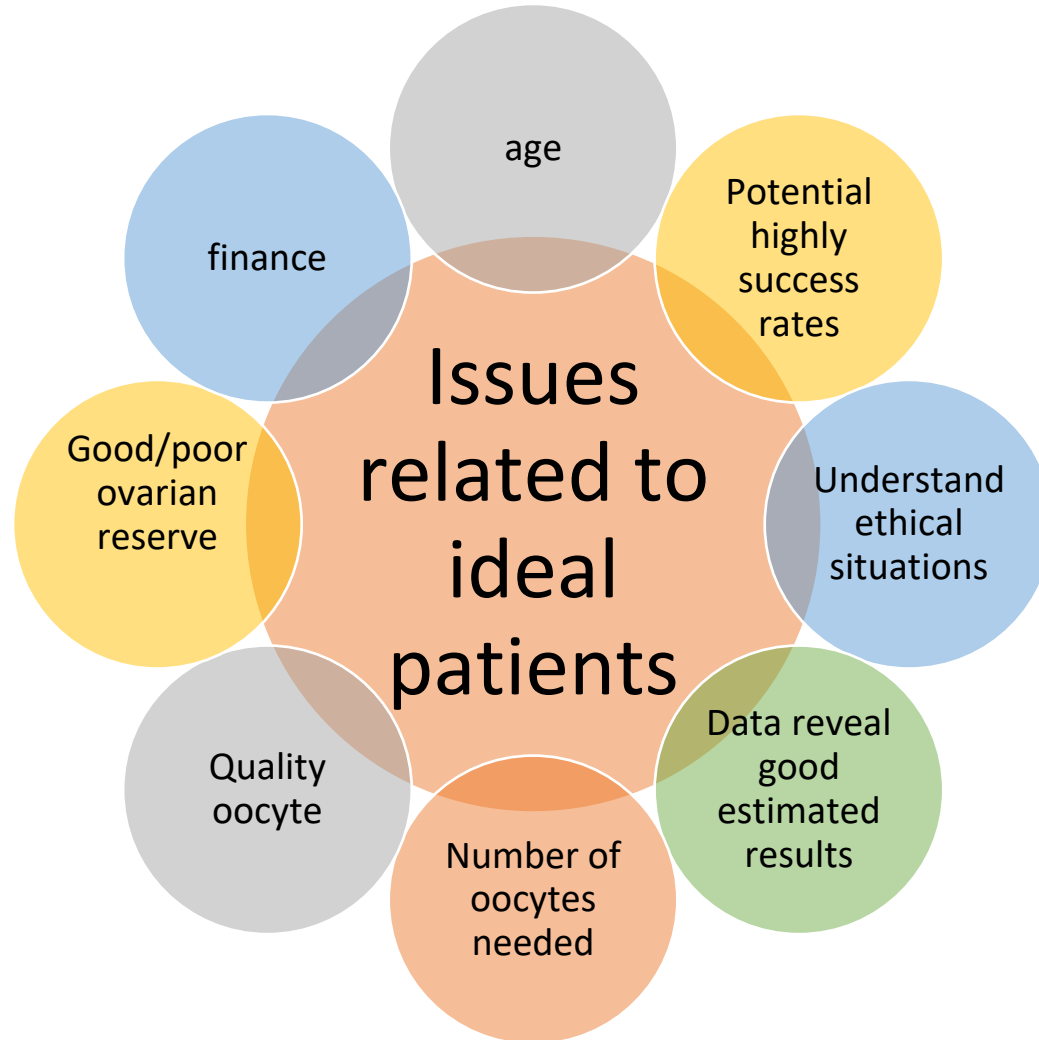 Issues
related to
ideal
patients
age
Potential
highly
success
rates
Understand
ethical
situations
Data reveal
good
estimated
results
Number of
oocytes
needed
Quality
oocyte
Good/poor
ovarian
reserve
finance